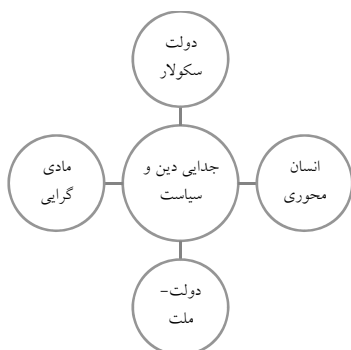 دولت
سکولار
انسان
محوری
جدایی دین و
سیاست
مادی
گرایی
دولت-
ملت